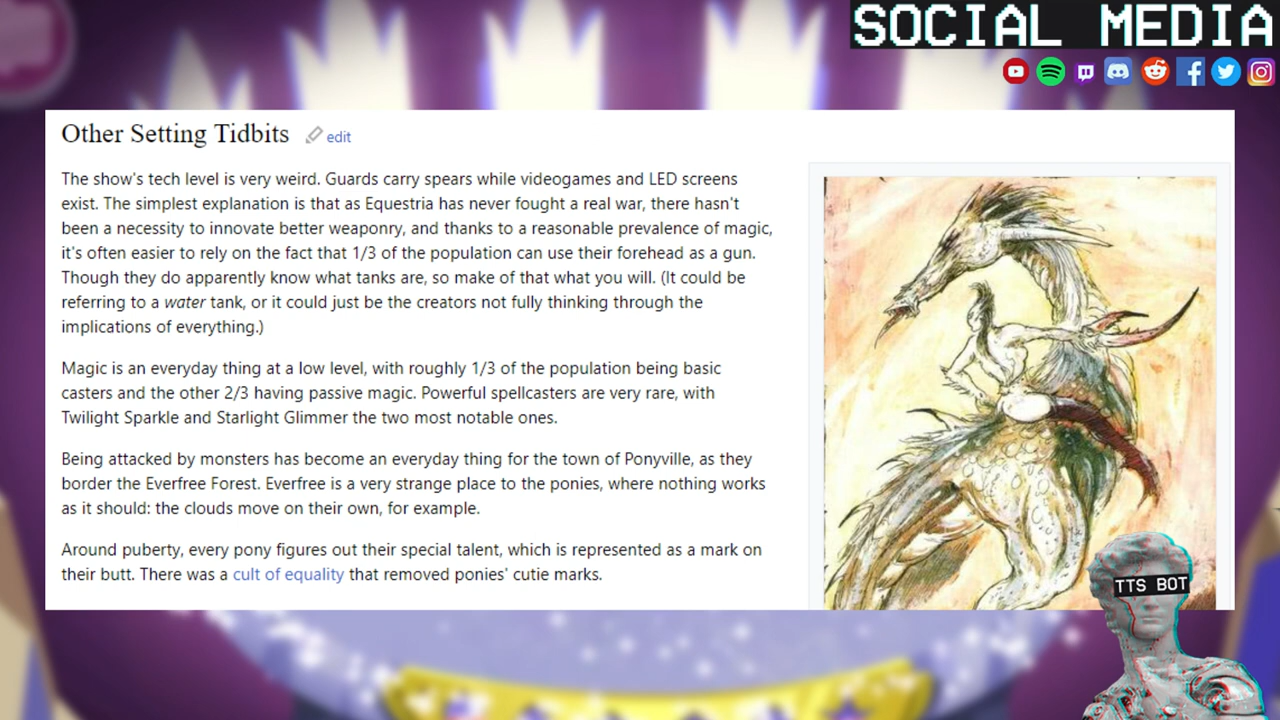 SOCIAL MEDIA
Other Setting Tidbits edit
The show's tech level is very weird. Guards carry spears while videogames and LED screens
exist. The simplest explanation is that as Equestria has never fought a real war, there hasn't
been a necessity to innovate better weaponry, and thanks to a reasonable prevalence of magic,
it's often easier to rely on the fact that 1/3 of the population can use their forehead as a gun.
Though they do apparently know what tanks are, so make of that what you will. (It could be
referring to a water tank, or it could just be the creators not fully thinking through the
implications of everything.)
Magic is an everyday thing at a low level, with roughly 1/3 of the population being basic
casters and the other 2/3 having passive magic. Powerful spellcasters are very rare, with
Twilight Sparkle and Starlight Glimmer the two most notable ones.
Being attacked by monsters has become an everyday thing for the town of Ponyville, as they
border the Everfree Forest. Everfree is a very strange place to the ponies, where nothing works
as it should: the clouds move on their own, for example.
Around puberty, every pony figures out their special talent, which is represented as a mark on
their butt. There was a cult of equality that removed ponies' cutie marks.
TTS BOT